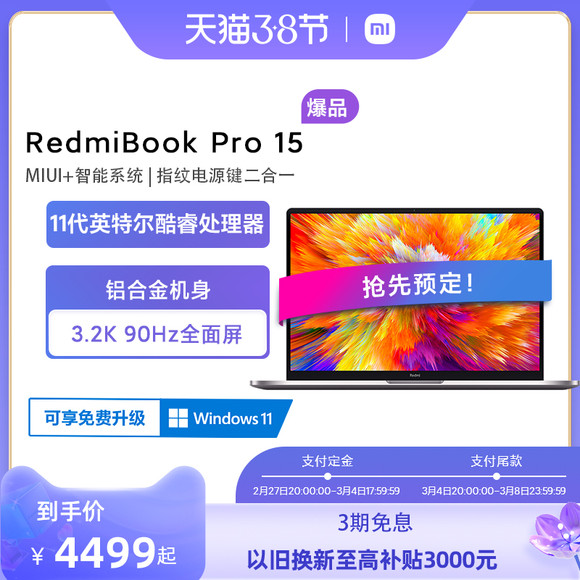 天猫3·8节
mi
爆品
RedmiBook Pro 15
MIUI+智能系统 | 指纹电源键二合一
11代英特尔酷睿处理器
铝合金机身
3.2K 90Hz全面屏
抢先预定!
Redmi
可享免费升级
Windows 11
支付定金
支付尾款
2月27日20:00:00–3月4日17:59:59
3月4日20:00:00–3月8日23:59:59
到手价
¥ 4499起
3期免息
以旧换新至高补贴3000元